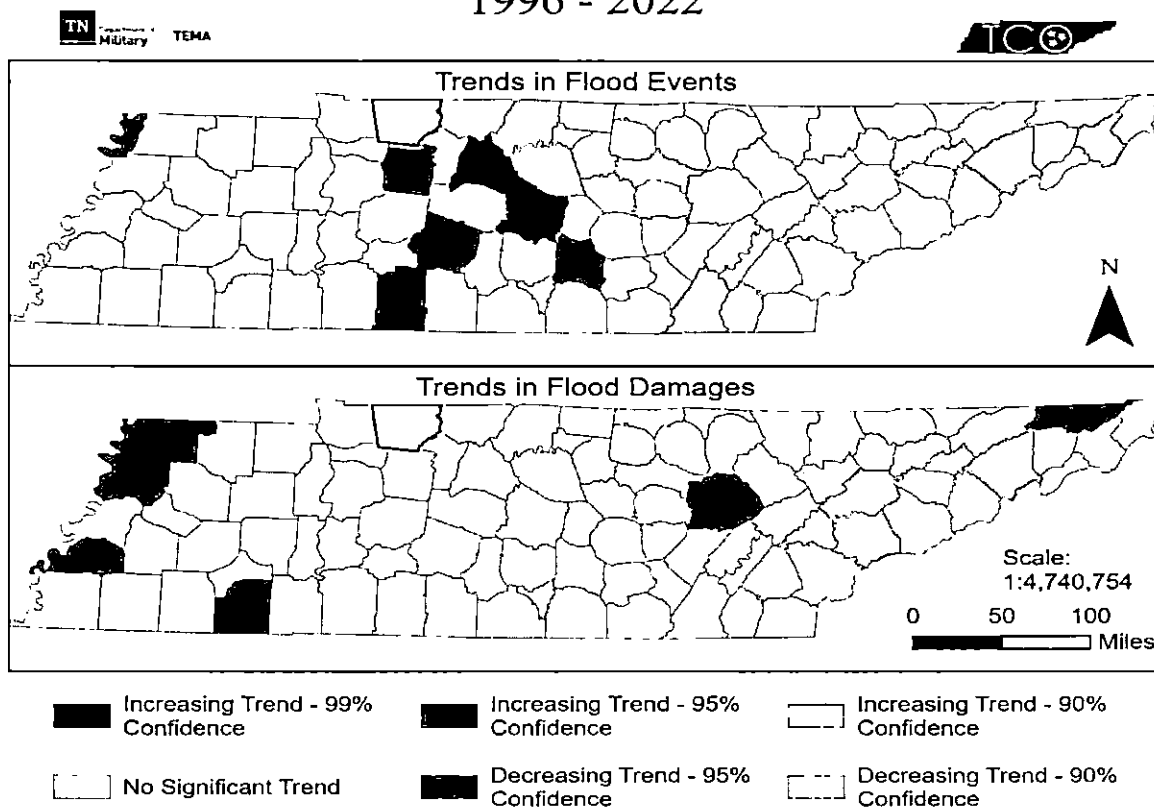 1996 - 2022
TN
Military TEMA
TCO
Trends in Flood Events
N
Trends in Flood Damages
Scale:
1:4,740,754
0 50 100
Miles
Increasing Trend - 99%
Confidence
Increasing Trend - 95%
Confidence
Increasing Trend - 90%
Confidence
No Significant Trend
Decreasing Trend - 95%
Confidence
Decreasing Trend - 90%
Confidence